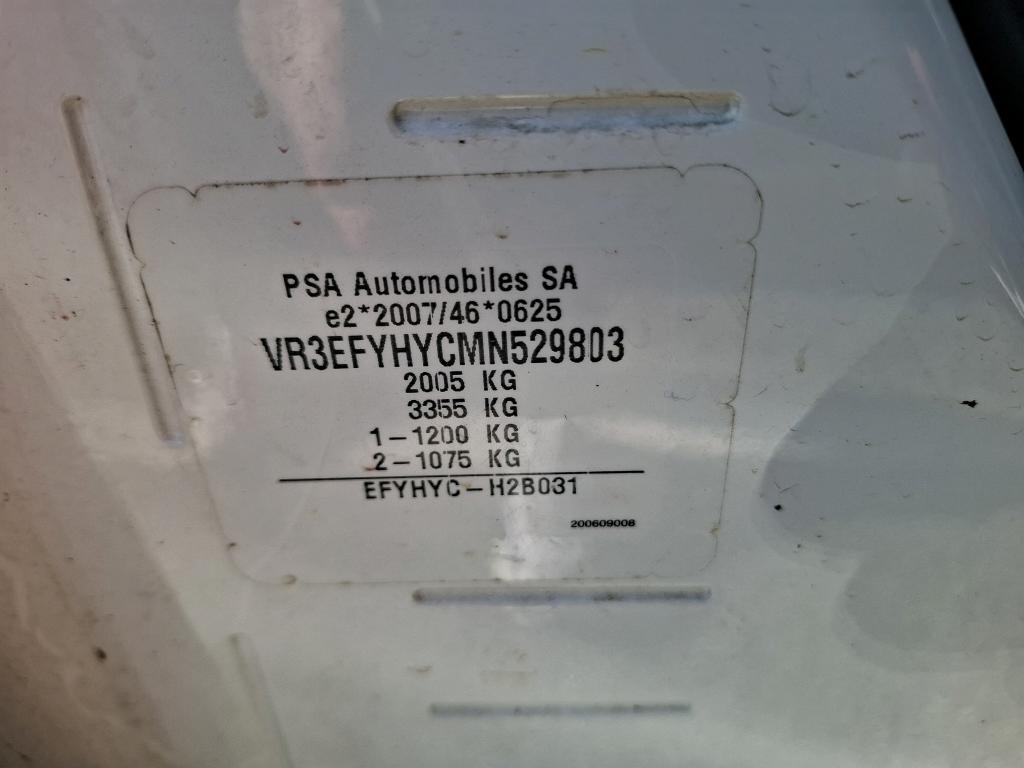 PSA Automobiles SA
e2*2007/46*0625
VR3EFYHYCMN529803
2005 KG
3355 KG
1-1200 KG
2-1075 KG
EFYHYC-H2B031
200609008